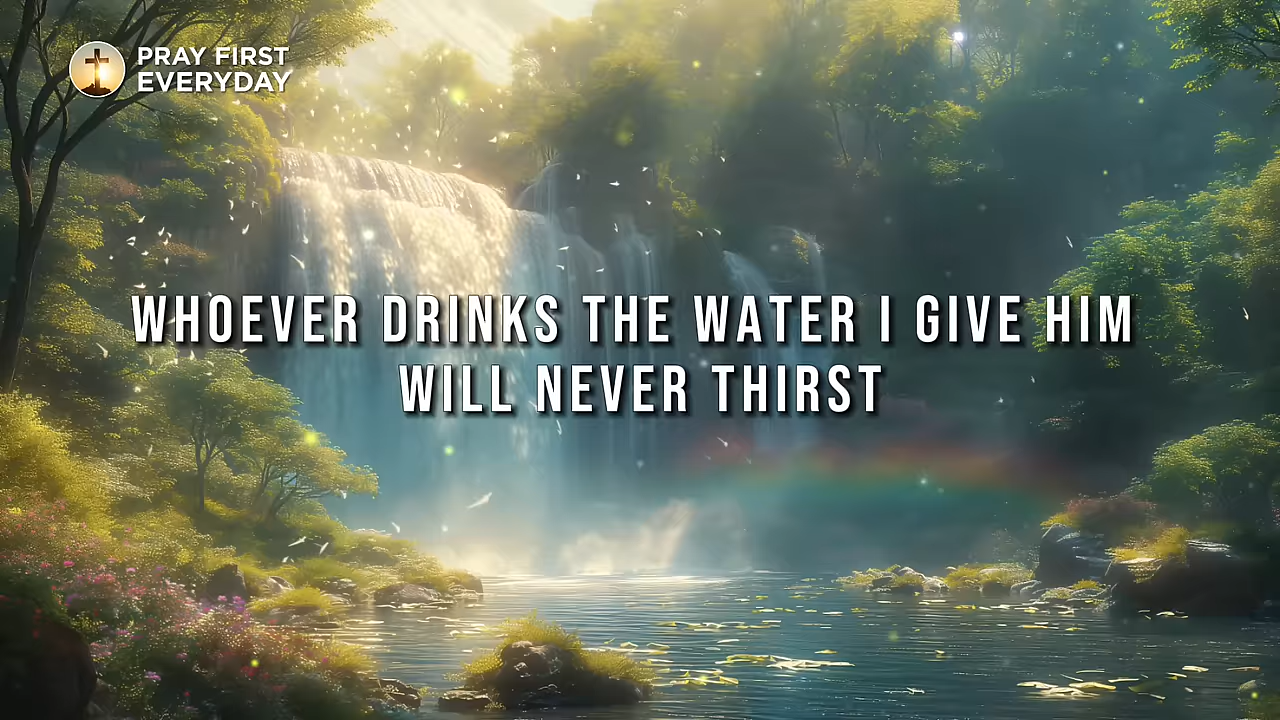 PRAY FIRST
EVERYDAY
WHOEVER DRINKS THE WATER I GIVE HIM
WILL NEVER THIRST